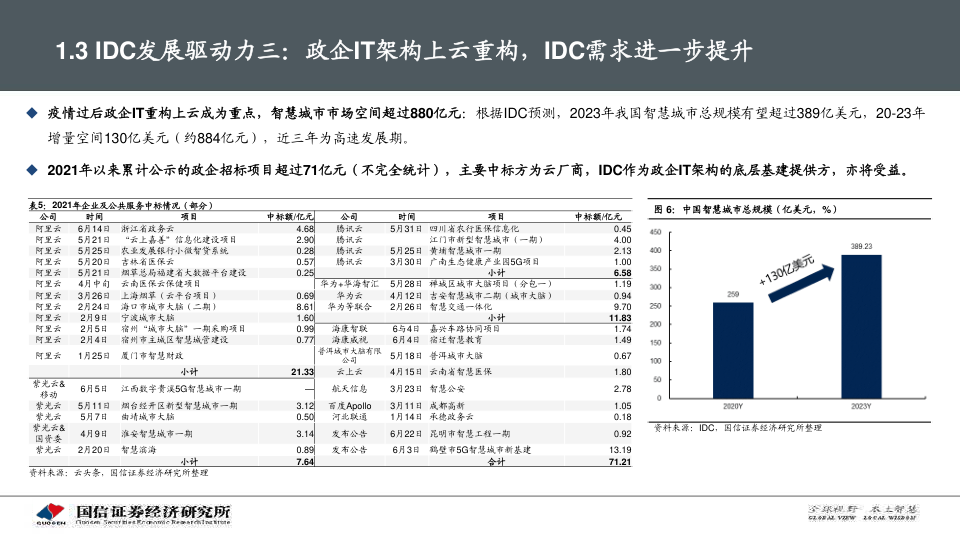 1.3 IDC发展驱动力三：政企IT架构上云重构，IDC需求进一步提升
◆ 疫情过后政企IT重构上云成为重点，智慧城市市场空间超过880亿元：根据IDC预测，2023年我国智慧城市总规模有望超过389亿美元，20-23年
增量空间130亿美元（约884亿元），近三年为高速发展期。
◆ 2021年以来累计公示的政企招标项目超过71亿元（不完全统计），主要中标方为云厂商，IDC作为政企IT架构的底层基建提供方，亦将受益。
表5：2021年企业及公共服务中标情况（部分）
公司 时间 项目 中标额/亿元 公司 时间 项目 中标额/亿元
阿里云 6月14日 浙江省政务云 4.68 腾讯云 5月31日 四川省农行医保信息化 0.45
阿里云 5月21日 “云上嘉善”信息化建设项目 2.90 腾讯云 江门市新型智慧城市（一期） 4.00
阿里云 5月25日 农业发展银行小微智贷系统 0.28 腾讯云 5月25日 黄埔智慧城市一期 2.13
阿里云 5月20日 吉林省医保云 0.57 腾讯云 3月30日 广南生态健康产业园5G项目 1.00
阿里云 5月21日 烟草总局福建省大数据平台建设 0.25 小计 6.58
阿里云 4月中旬 云南医保云保健项目 华为+华海智汇 5月28日 禅城区城市大脑项目（分包一） 1.19
阿里云 3月26日 上海烟草（云平台项目） 0.69 华为云 4月12日 吉安智慧城市二期（城市大脑） 0.94
阿里云 2月24日 海口市城市大脑（二期） 8.61 华为等联合 2月26日 智慧交通一体化 9.70
阿里云 2月9日 宁波城市大脑 1.60 小计 11.83
阿里云 2月5日 宿州“城市大脑”一期采购项目 0.99 海康智联 6与4日 嘉兴车路协同项目 1.74
阿里云 2月4日 宿州市主城区智慧城管建设 0.77 海康威视 6月4日 宿迁智慧教育 1.49
阿里云 1月25日 厦门市智慧财政 普洱城市大脑有限公司 5月18日 普洱城市大脑 0.67
小计 21.33 云上云 4月15日 云南省智慧医保 1.80
紫光云&移动 6月5日 江西数字贵溪5G智慧城市一期 — 航天信息 3月23日 智慧公安 2.78
紫光云 5月11日 烟台经开区新型智慧城市一期 3.12 百度Apollo 3月11日 成都高新 1.05
紫光云 5月7日 曲靖城市大脑 0.50 河北联通 1月14日 承德政务云 0.18
紫光云&国资委 4月9日 淮安智慧城市一期 3.14 发布公告 6月22日 昆明市智慧工程一期 0.92
紫光云 2月20日 智慧滨海 0.89 发布公告 6月3日 鹤壁市5G智慧城市新基建 13.19
小计 7.64 合计 71.21
资料来源：云头条，国信证券经济研究所整理
图 6：中国智慧城市总规模（亿美元，%）
450
400
350
300
250
200
150
100
50
0
259
+130亿美元
389.23
2020Y 2023Y
资料来源：IDC，国信证券经济研究所整理
GUOSEN
国信证券经济研究所
Guosen Securities Economic Research Institute
全球视野 本土智慧
GLOBAL VIEW LOCAL WISDOM